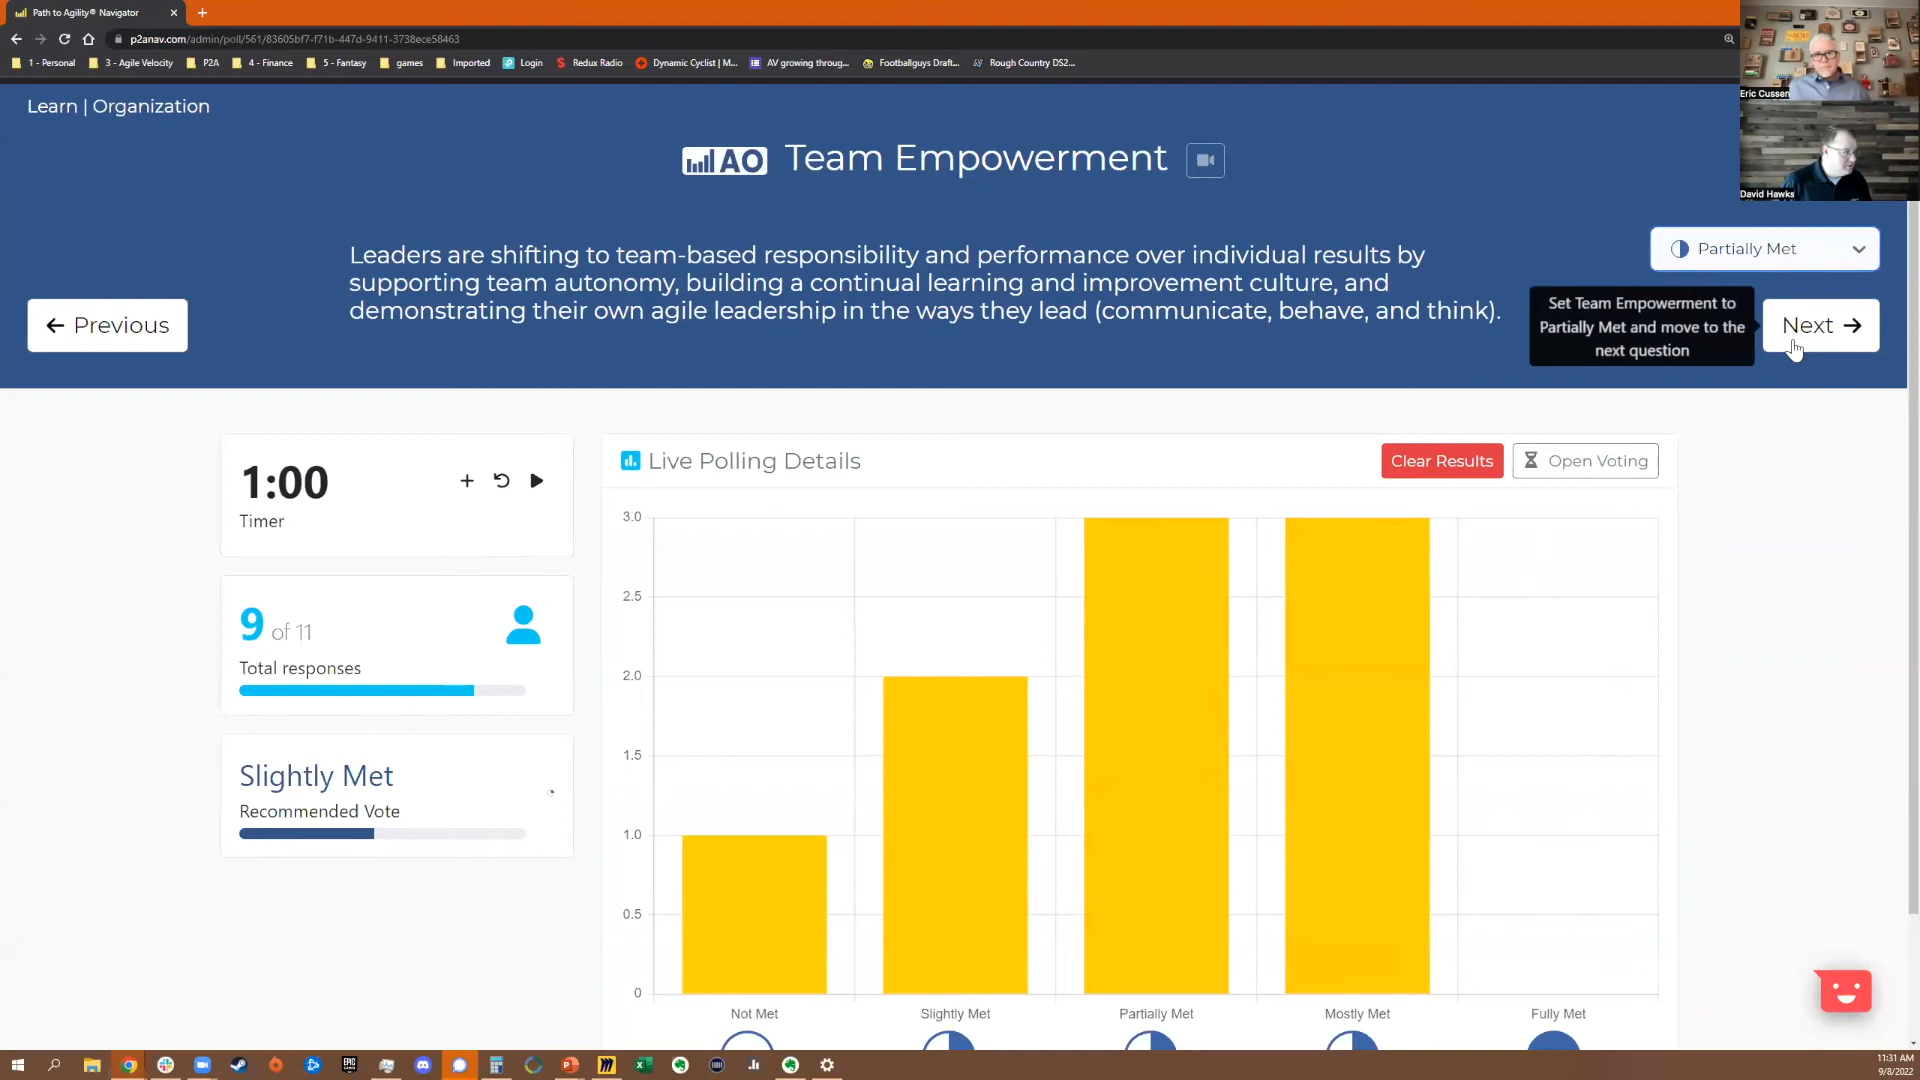 Path to Agility® Navigator
p2anav.com/admin/poll/561/83605bf7-f71b-447d-9411-3738ece58463
1 - Personal 3 - Agile Velocity P2A 4 - Finance 5 - Fantasy games Imported Login Redux Radio Dynamic Cyclist | M... AV growing throug... Footballguys Draft... Rough Country DS2...
Eric Cussen
David Hawks
Learn | Organization
AO Team Empowerment
Leaders are shifting to team-based responsibility and performance over individual results by
supporting team autonomy, building a continual learning and improvement culture, and
demonstrating their own agile leadership in the ways they lead (communicate, behave, and think).
Partially Met
Previous
Set Team Empowerment to
Partially Met and move to the
next question
Next
1:00
Timer
9 of 11
Total responses
Slightly Met
Recommended Vote
Live Polling Details
Clear Results
Open Voting
3.0
2.5
2.0
1.5
1.0
0.5
0
Not Met Slightly Met Partially Met Mostly Met Fully Met
11:31 AM
9/8/2022